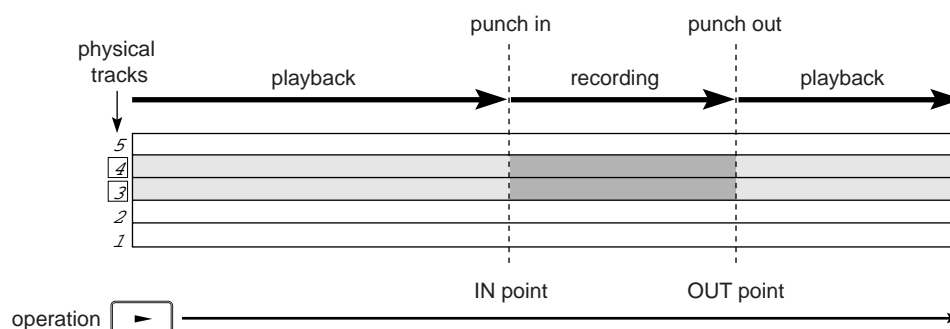 punch in
punch out
physical
tracks
playback
recording
playback
5
4
3
2
1
IN point
OUT point
operation